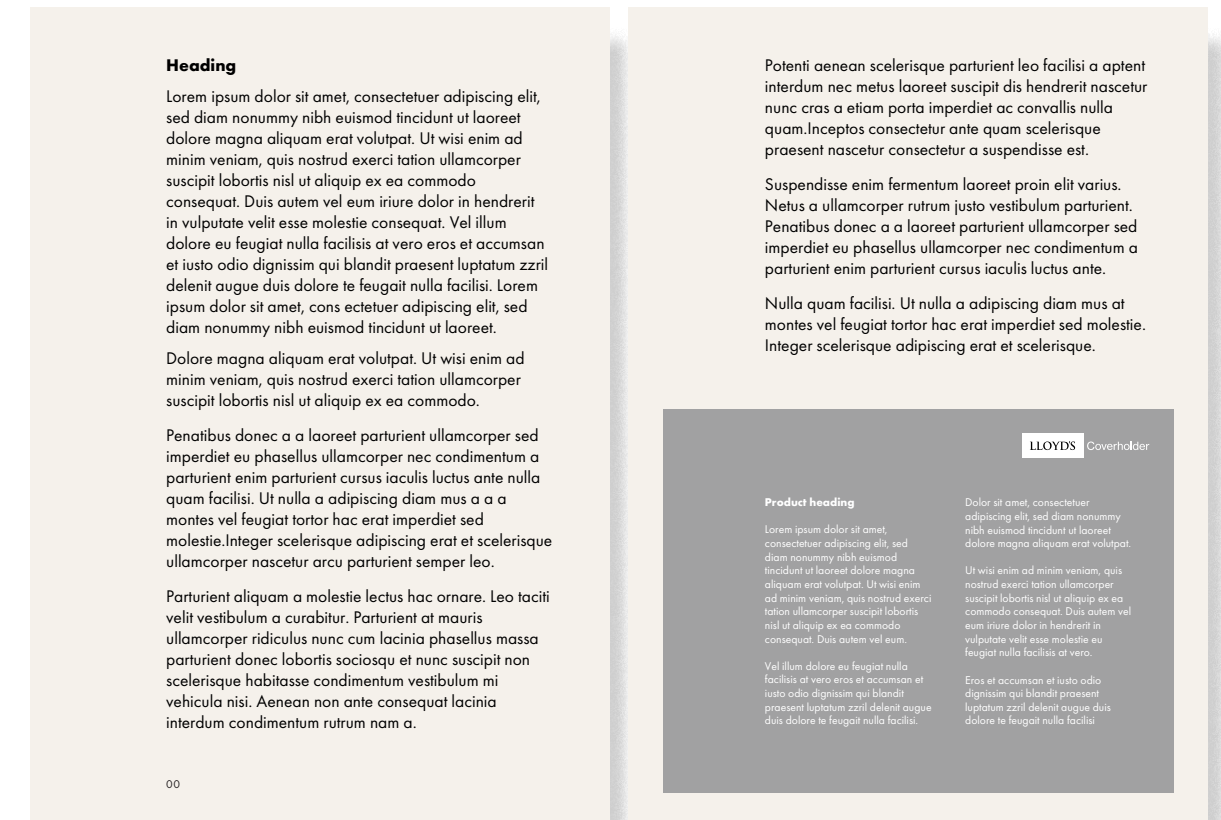 Heading
Lorem ipsum dolor sit amet, consectetuer adipiscing elit,
sed diam nonummy nibh euismod tincidunt ut laoreet
dolore magna aliquam erat volutpat. Ut wisi enim ad
minim veniam, quis nostrud exerci tation ullamcorper
suscipit lobortis nisl ut aliquip ex ea commodo
consequat. Duis autem vel eum iriure dolor in hendrerit
in vulputate velit esse molestie consequat. Vel illum
dolore eu feugiat nulla facilisis at vero eros et accumsan
et iusto odio dignissim qui blandit praesent luptatum zzril
delenit augue duis dolore te feugait nulla facilisi. Lorem
ipsum dolor sit amet, cons ectetuer adipiscing elit, sed
diam nonummy nibh euismod tincidunt ut laoreet.
Dolore magna aliquam erat volutpat. Ut wisi enim ad
minim veniam, quis nostrud exerci tation ullamcorper
suscipit lobortis nisl ut aliquip ex ea commodo.
Penatibus donec a a laoreet parturient ullamcorper sed
imperdiet eu phasellus ullamcorper nec condimentum a
parturient enim parturient cursus iaculis luctus ante nulla
quam facilisi. Ut nulla a adipiscing diam mus a a a
montes vel feugiat tortor hac erat imperdiet sed
molestie.Integer scelerisque adipiscing erat et scelerisque
ullamcorper nascetur arcu parturient semper leo.
Parturient aliquam a molestie lectus hac ornare. Leo taciti
velit vestibulum a curabitur. Parturient at mauris
ullamcorper ridiculus nunc cum lacinia phasellus massa
parturient donec lobortis sociosqu et nunc suscipit non
scelerisque habitasse condimentum vestibulum mi
vehicula nisi. Aenean non ante consequat lacinia
interdum condimentum rutrum nam a.
00
Potenti aenean scelerisque parturient leo facilisi a aptent
interdum nec metus laoreet suscipit dis hendrerit nascetur
nunc cras a etiam porta imperdiet ac convallis nulla
quam.Inceptos consectetur ante quam scelerisque
praesent nascetur consectetur a suspendisse est.
Suspendisse enim fermentum laoreet proin elit varius.
Netus a ullamcorper rutrum justo vestibulum parturient.
Penatibus donec a a laoreet parturient ullamcorper sed
imperdiet eu phasellus ullamcorper nec condimentum a
parturient enim parturient cursus iaculis luctus ante.
Nulla quam facilisi. Ut nulla a adipiscing diam mus at
montes vel feugiat tortor hac erat imperdiet sed molestie.
Integer scelerisque adipiscing erat et scelerisque.
LLOYD'S Coverholder
Product heading
Lorem ipsum dolor sit amet,
consectetuer adipiscing elit, sed
diam nonummy nibh euismod
tincidunt ut laoreet dolore magna
aliquam erat volutpat. Ut wisi enim
ad minim veniam, quis nostrud exerci
tation ullamcorper suscipit lobortis
nisl ut aliquip ex ea commodo
consequat. Duis autem vel eum.
Vel illum dolore eu feugiat nulla
facilisis at vero eros et accumsan et
iusto odio dignissim qui blandit
praesent luptatum zzril delenit augue
duis dolore te feugait nulla facilisi.
Dolor sit amet, consectetuer
adipiscing elit, sed diam nonummy
nibh euismod tincidunt ut laoreet
dolore magna aliquam erat volutpat.
Ut wisi enim ad minim veniam, quis
nostrud exerci tation ullamcorper
suscipit lobortis nisl ut aliquip ex ea
commodo consequat. Duis autem vel
eum iriure dolor in hendrerit in
vulputate velit esse molestie eu
feugiat nulla facilisis at vero.
Eros et accumsan et iusto odio
dignissim qui blandit praesent
luptatum zzril delenit augue duis
dolore te feugait nulla facilisi